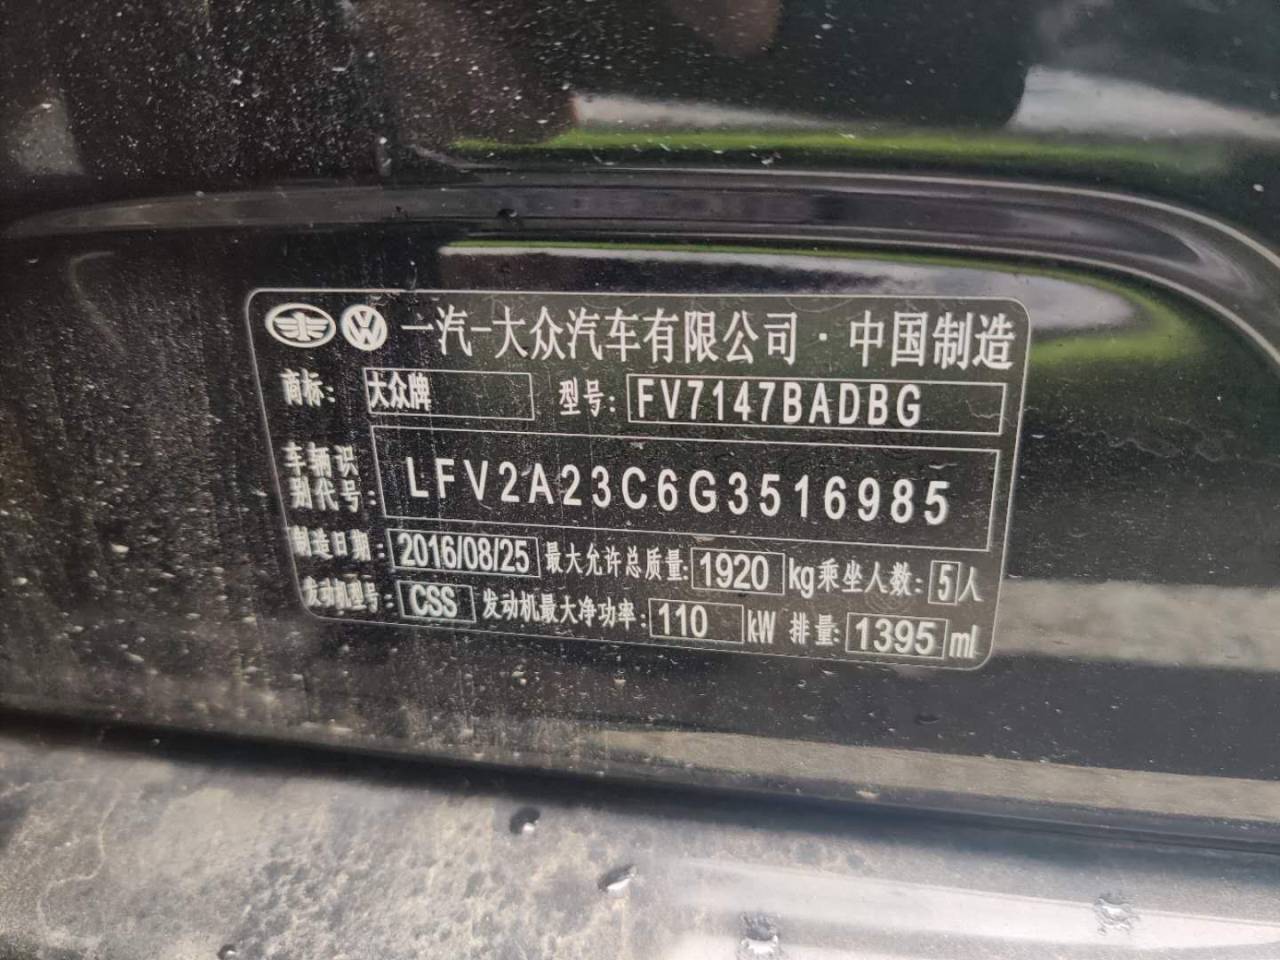 一汽-大众汽车有限公司·中国制造
商标: 大众牌 型号: FV7147BADBG
车辆识别代号: LFV2A23C6G3516985
制造日期: 2016/08/25 最大允许总质量: 1920 kg 乘坐人数: 5 人
发动机型号: CSS 发动机最大净功率: 110 kW 排量: 1395 ml